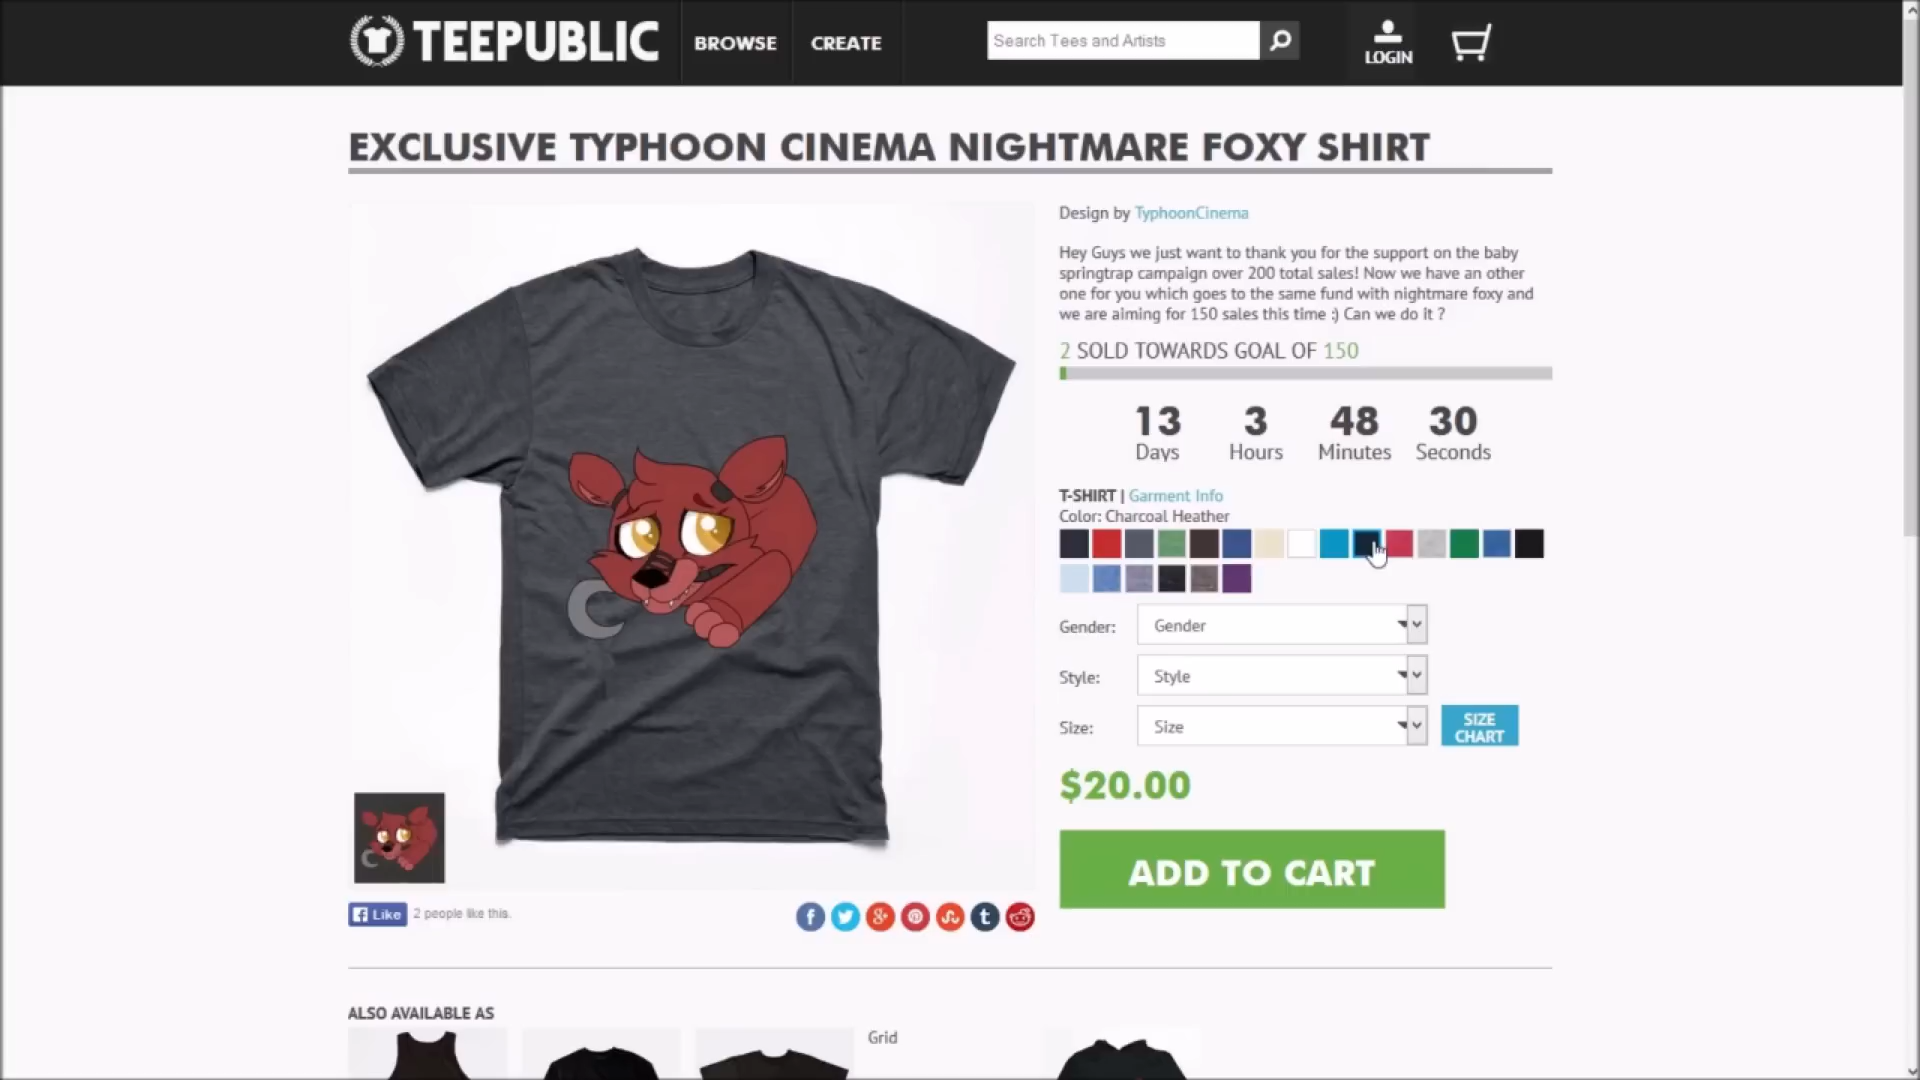 TEEPUBLIC
BROWSE
CREATE
Search Tees and Artists
LOGIN
EXCLUSIVE TYPHOON CINEMA NIGHTMARE FOXY SHIRT
Design by TyphoonCinema
Hey Guys we just want to thank you for the support on the baby
springtrap campaign over 200 total sales! Now we have an other
one for you which goes to the same fund with nightmare foxy and
we are aiming for 150 sales this time :) Can we do it ?
2 SOLD TOWARDS GOAL OF 150
13 3 48 30
Days Hours Minutes Seconds
T-SHIRT | Garment Info
Color: Charcoal Heather
Gender: Gender
Style: Style
Size: Size
SIZE
CHART
$20.00
ADD TO CART
f Like 2 people like this.
f g+ t
ALSO AVAILABLE AS
Grid